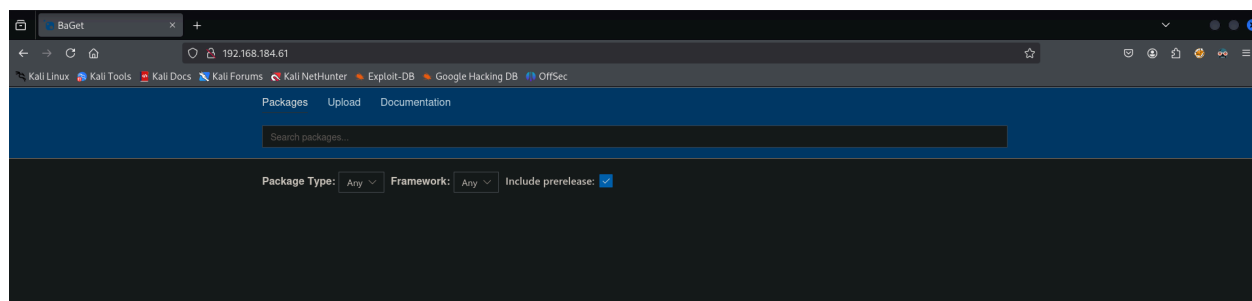 BaGet
192.168.184.61
Kali Linux Kali Tools Kali Docs Kali Forums Kali NetHunter Exploit-DB Google Hacking DB OffSec
Packages Upload Documentation
Search packages...
Package Type: Any Framework: Any Include prerelease: